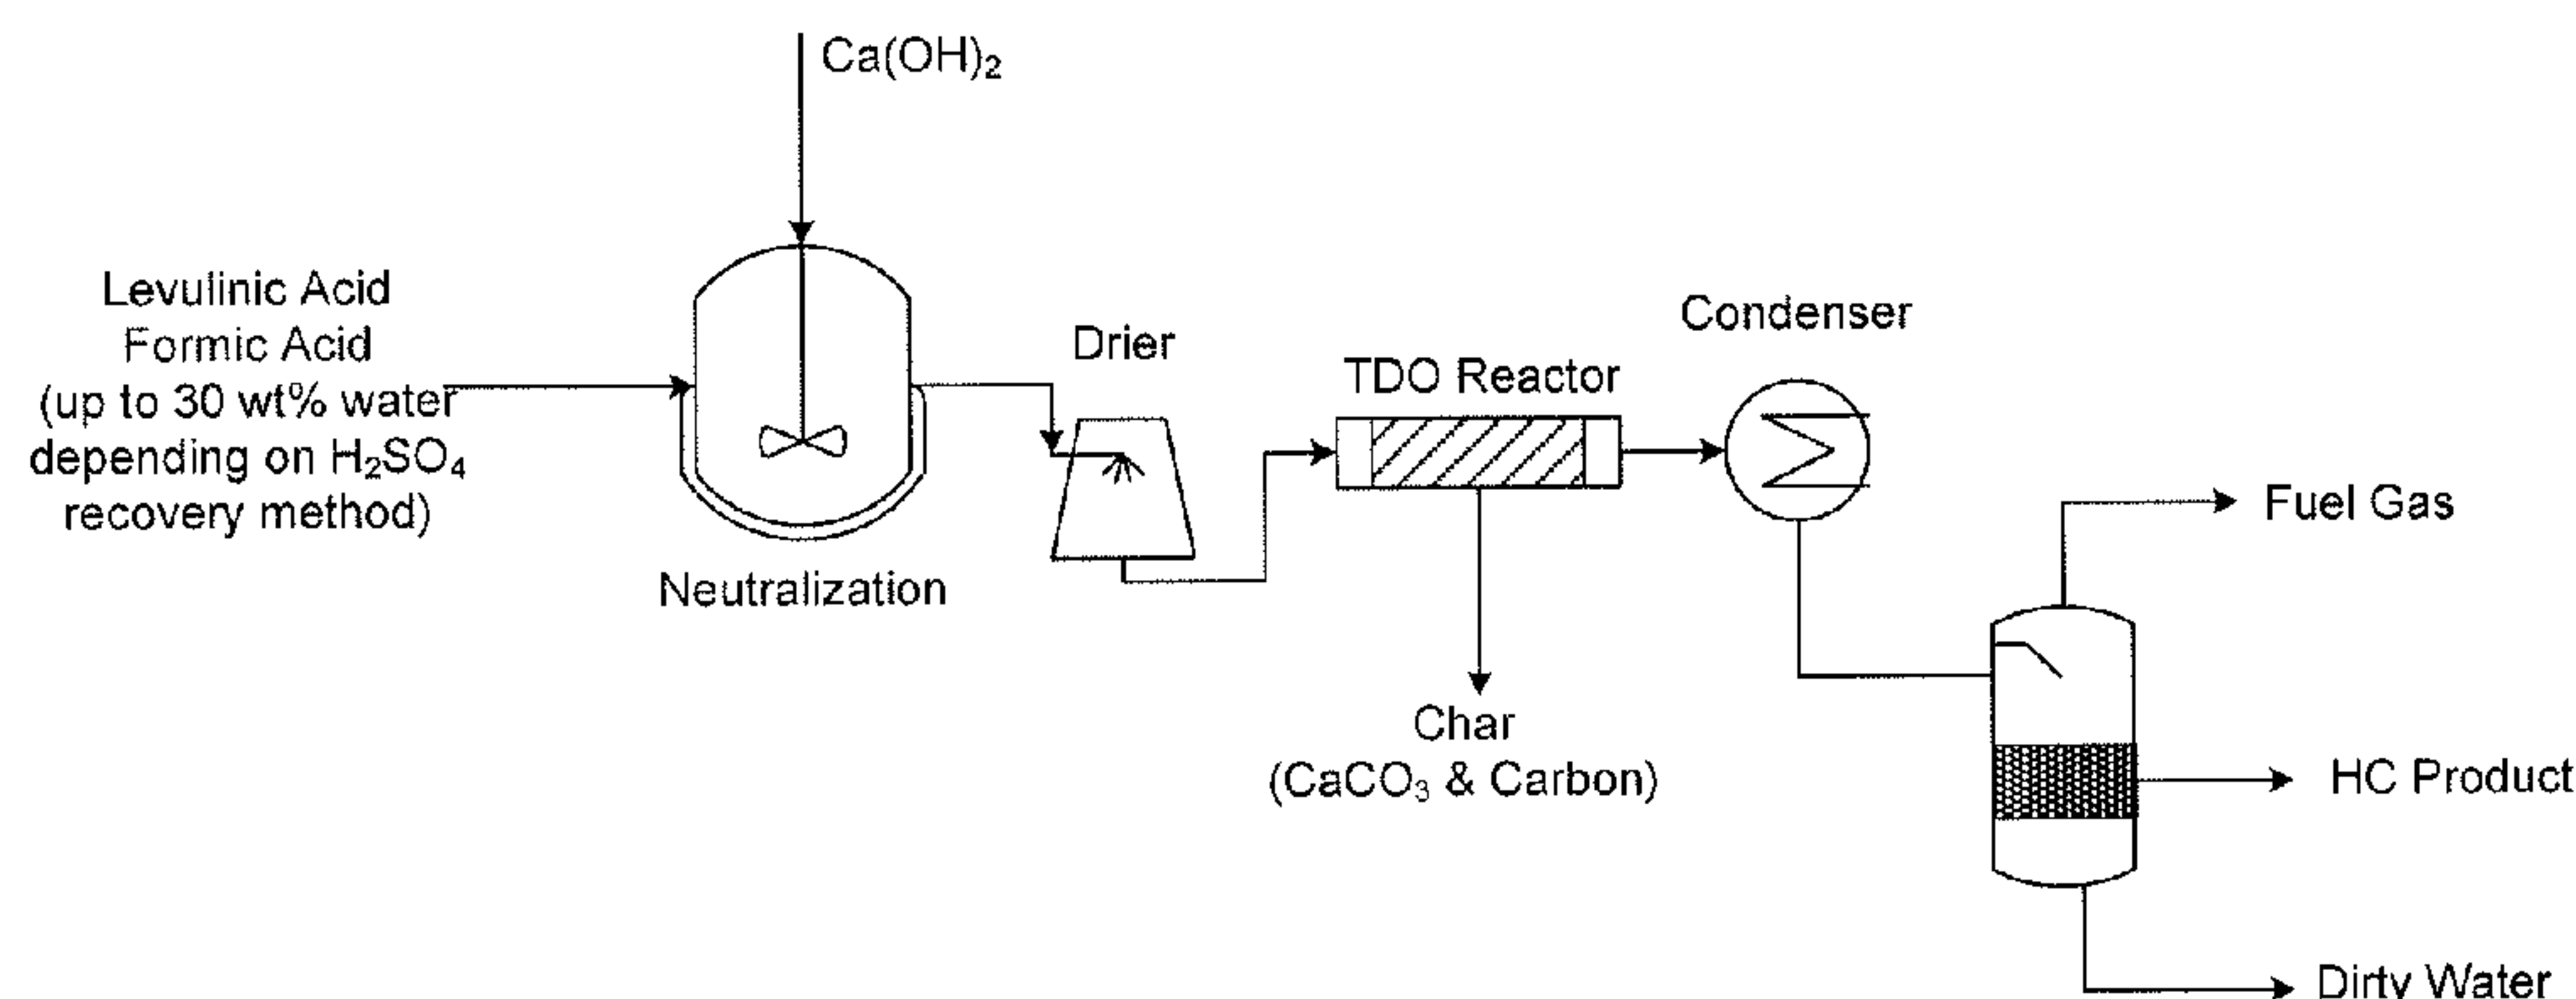 Ca(OH)₂
Levulinic Acid
Formic Acid
(up to 30 wt% water
depending on H₂SO₄
recovery method)
Neutralization
Drier
TDO Reactor
Condenser
Char
(CaCO₃ & Carbon)
Fuel Gas
HC Product
Dirty Water